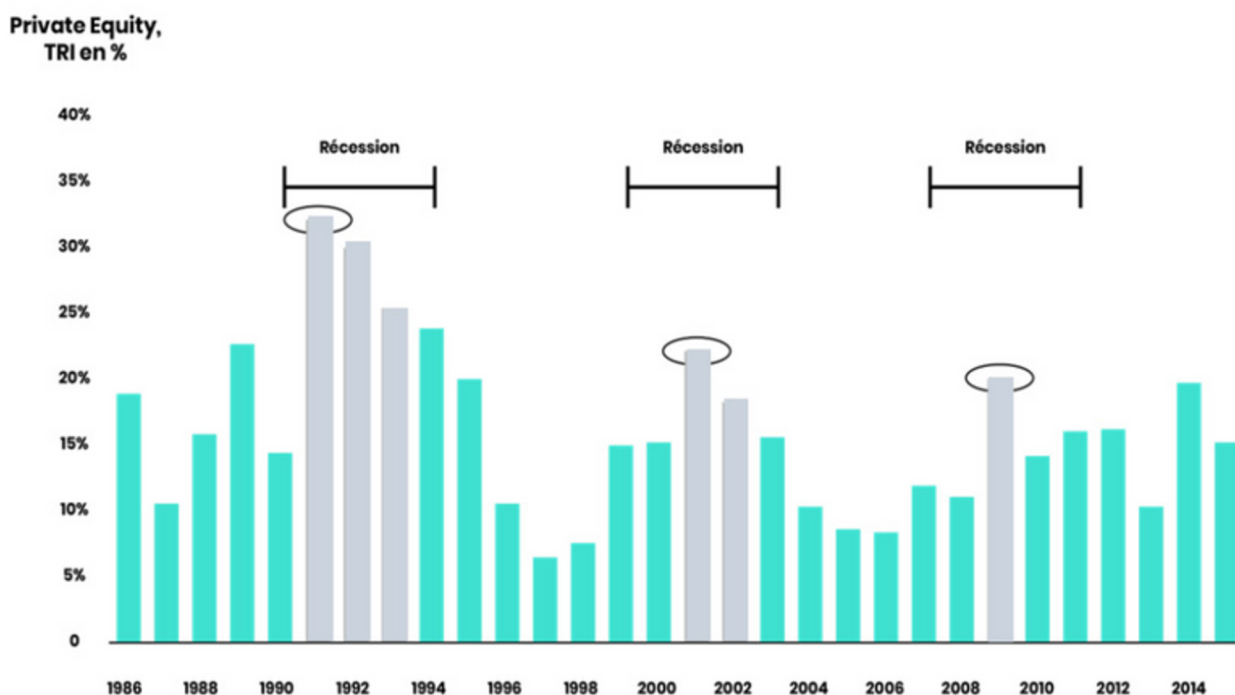 Private Equity,
TRI en %
40%
Récession Récession Récession
35%
30%
25%
20%
15%
10%
5%
0
1986 1988 1990 1992 1994 1996 1998 2000 2002 2004 2006 2008 2010 2012 2014